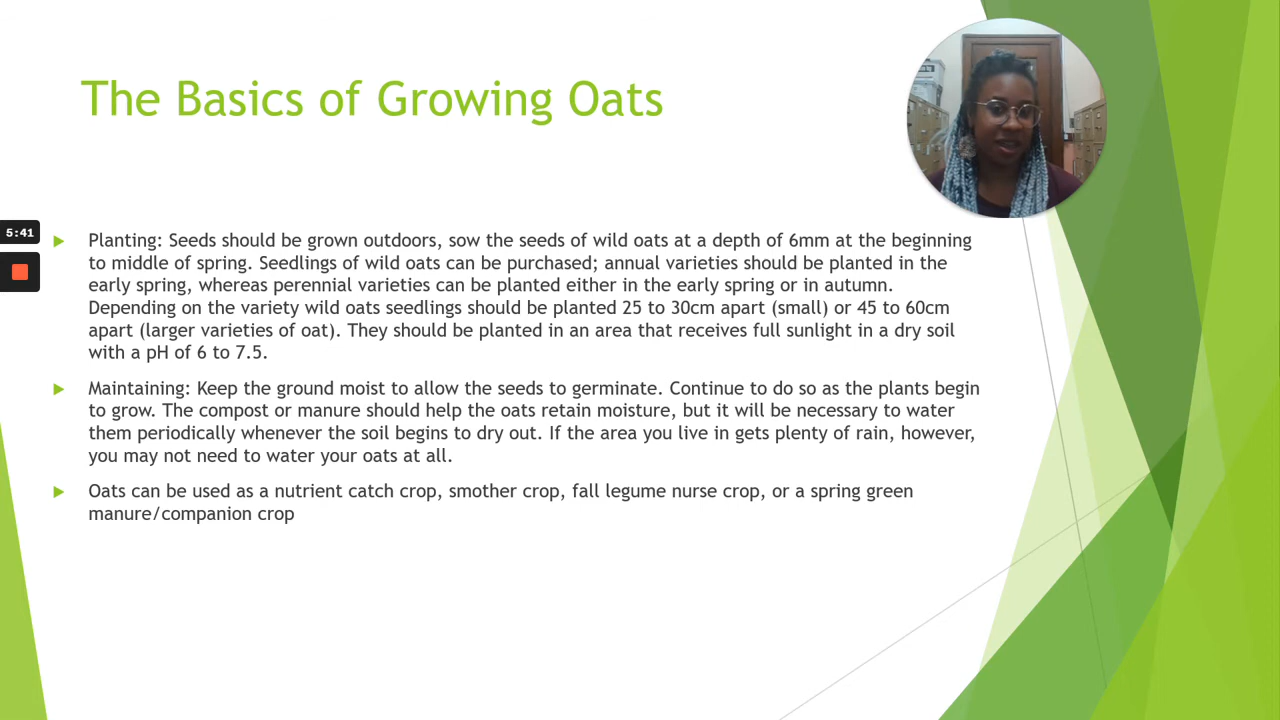 The Basics of Growing Oats
5:41
Planting: Seeds should be grown outdoors, sow the seeds of wild oats at a depth of 6mm at the beginning
to middle of spring. Seedlings of wild oats can be purchased; annual varieties should be planted in the
early spring, whereas perennial varieties can be planted either in the early spring or in autumn.
Depending on the variety wild oats seedlings should be planted 25 to 30cm apart (small) or 45 to 60cm
apart (larger varieties of oat). They should be planted in an area that receives full sunlight in a dry soil
with a pH of 6 to 7.5.
Maintaining: Keep the ground moist to allow the seeds to germinate. Continue to do so as the plants begin
to grow. The compost or manure should help the oats retain moisture, but it will be necessary to water
them periodically whenever the soil begins to dry out. If the area you live in gets plenty of rain, however,
you may not need to water your oats at all.
Oats can be used as a nutrient catch crop, smother crop, fall legume nurse crop, or a spring green
manure/companion crop